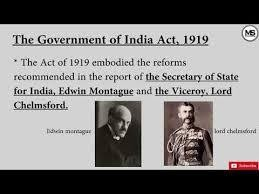 MS
The Government of India Act, 1919
* The Act of 1919 embodied the reforms
recommended in the report of the Secretary of State
for India, Edwin Montague and the Viceroy, Lord
Chelmsford.
Edwin montague
lord chelmsford
Subscribe